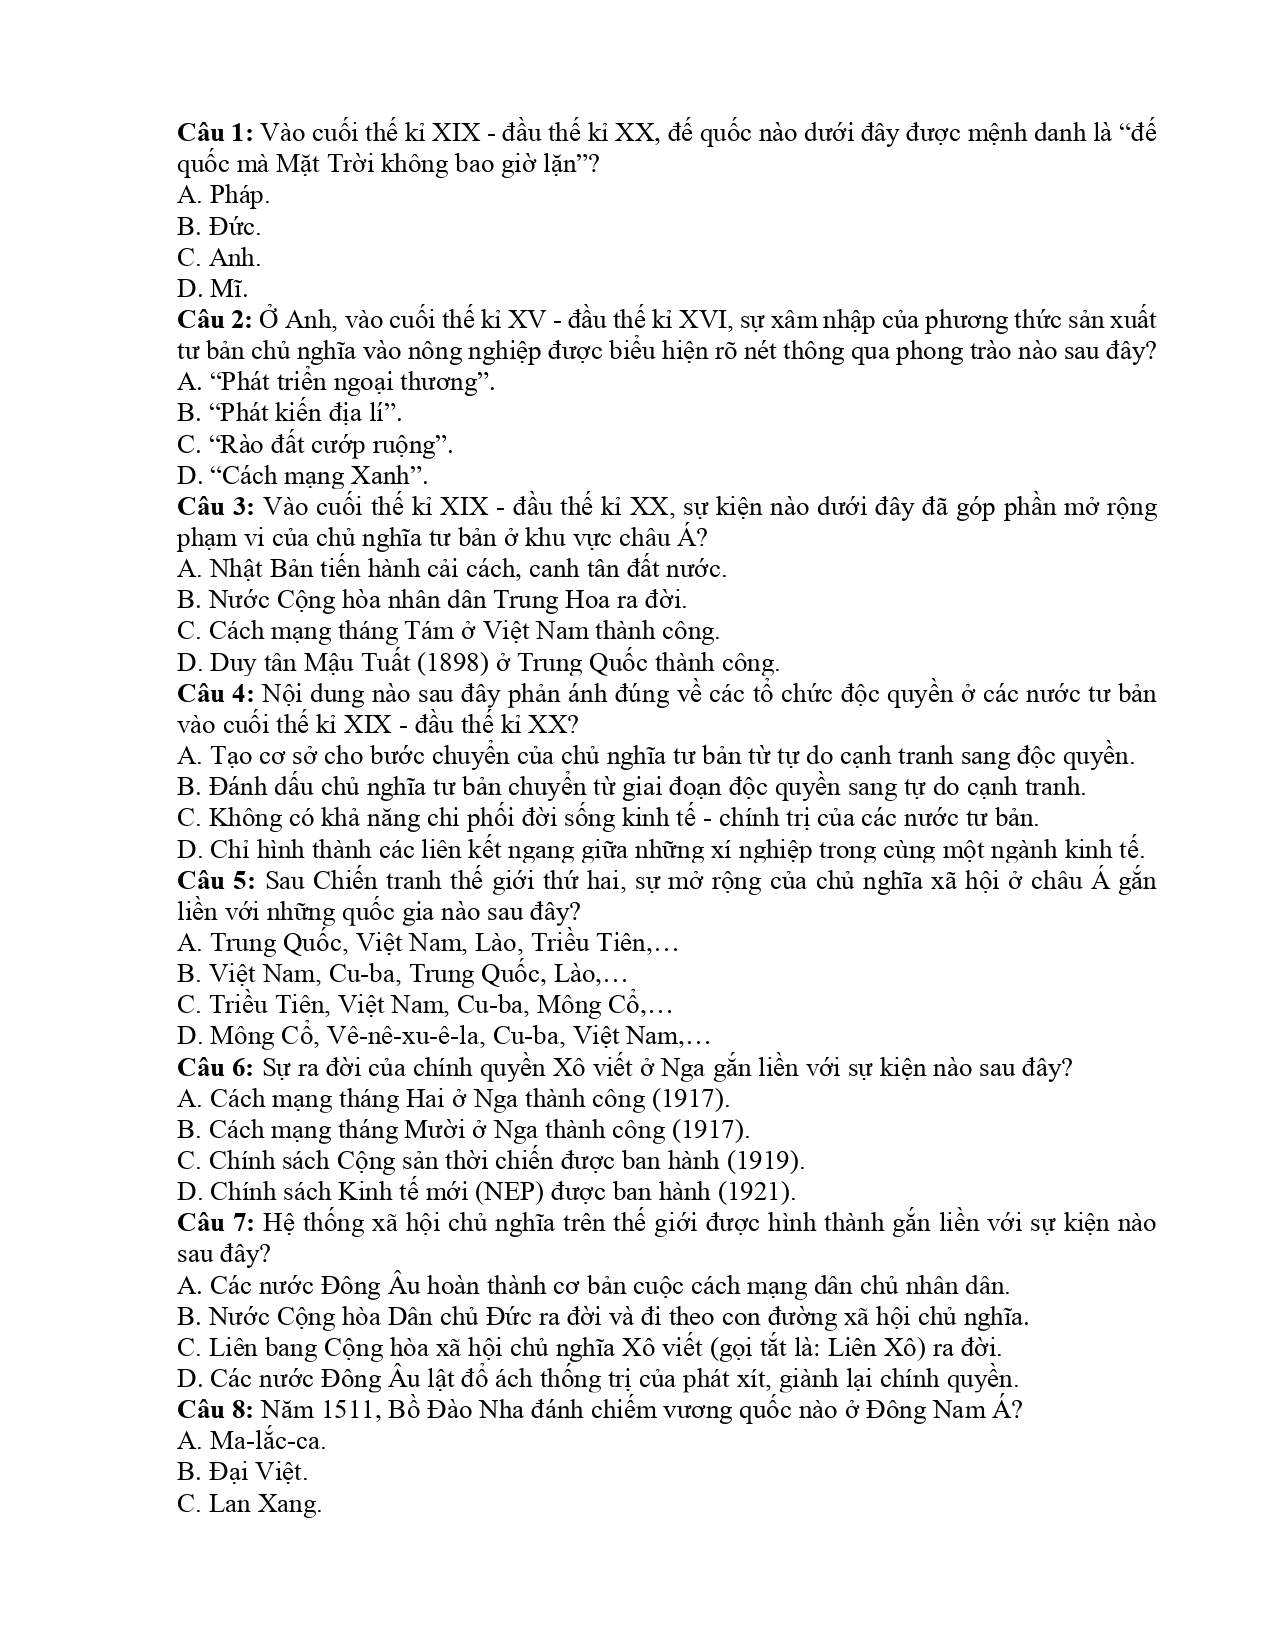 Câu 1: Vào cuối thế kỉ XIX - đầu thế kỉ XX, đế quốc nào dưới đây được mệnh danh là “đế
quốc mà Mặt Trời không bao giờ lặn”?
A. Pháp.
B. Đức.
C. Anh.
D. Mĩ.
Câu 2: Ở Anh, vào cuối thế kỉ XV - đầu thế kỉ XVI, sự xâm nhập của phương thức sản xuất
tư bản chủ nghĩa vào nông nghiệp được biểu hiện rõ nét thông qua phong trào nào sau đây?
A. “Phát triển ngoại thương”.
B. “Phát kiến địa lí”.
C. “Rào đất cướp ruộng”.
D. “Cách mạng Xanh”.
Câu 3: Vào cuối thế kỉ XIX - đầu thế kỉ XX, sự kiện nào dưới đây đã góp phần mở rộng
phạm vi của chủ nghĩa tư bản ở khu vực châu Á?
A. Nhật Bản tiến hành cải cách, canh tân đất nước.
B. Nước Cộng hòa nhân dân Trung Hoa ra đời.
C. Cách mạng tháng Tám ở Việt Nam thành công.
D. Duy tân Mậu Tuất (1898) ở Trung Quốc thành công.
Câu 4: Nội dung nào sau đây phản ánh đúng về các tổ chức độc quyền ở các nước tư bản
vào cuối thế kỉ XIX - đầu thế kỉ XX?
A. Tạo cơ sở cho bước chuyển của chủ nghĩa tư bản từ tự do cạnh tranh sang độc quyền.
B. Đánh dấu chủ nghĩa tư bản chuyển từ giai đoạn độc quyền sang tự do cạnh tranh.
C. Không có khả năng chi phối đời sống kinh tế - chính trị của các nước tư bản.
D. Chỉ hình thành các liên kết ngang giữa những xí nghiệp trong cùng một ngành kinh tế.
Câu 5: Sau Chiến tranh thế giới thứ hai, sự mở rộng của chủ nghĩa xã hội ở châu Á gắn
liền với những quốc gia nào sau đây?
A. Trung Quốc, Việt Nam, Lào, Triều Tiên,…
B. Việt Nam, Cu-ba, Trung Quốc, Lào,…
C. Triều Tiên, Việt Nam, Cu-ba, Mông Cổ,…
D. Mông Cổ, Vê-nê-xu-ê-la, Cu-ba, Việt Nam,…
Câu 6: Sự ra đời của chính quyền Xô viết ở Nga gắn liền với sự kiện nào sau đây?
A. Cách mạng tháng Hai ở Nga thành công (1917).
B. Cách mạng tháng Mười ở Nga thành công (1917).
C. Chính sách Cộng sản thời chiến được ban hành (1919).
D. Chính sách Kinh tế mới (NEP) được ban hành (1921).
Câu 7: Hệ thống xã hội chủ nghĩa trên thế giới được hình thành gắn liền với sự kiện nào
sau đây?
A. Các nước Đông Âu hoàn thành cơ bản cuộc cách mạng dân chủ nhân dân.
B. Nước Cộng hòa Dân chủ Đức ra đời và đi theo con đường xã hội chủ nghĩa.
C. Liên bang Cộng hòa xã hội chủ nghĩa Xô viết (gọi tắt là: Liên Xô) ra đời.
D. Các nước Đông Âu lật đổ ách thống trị của phát xít, giành lại chính quyền.
Câu 8: Năm 1511, Bồ Đào Nha đánh chiếm vương quốc nào ở Đông Nam Á?
A. Ma-lắc-ca.
B. Đại Việt.
C. Lan Xang.